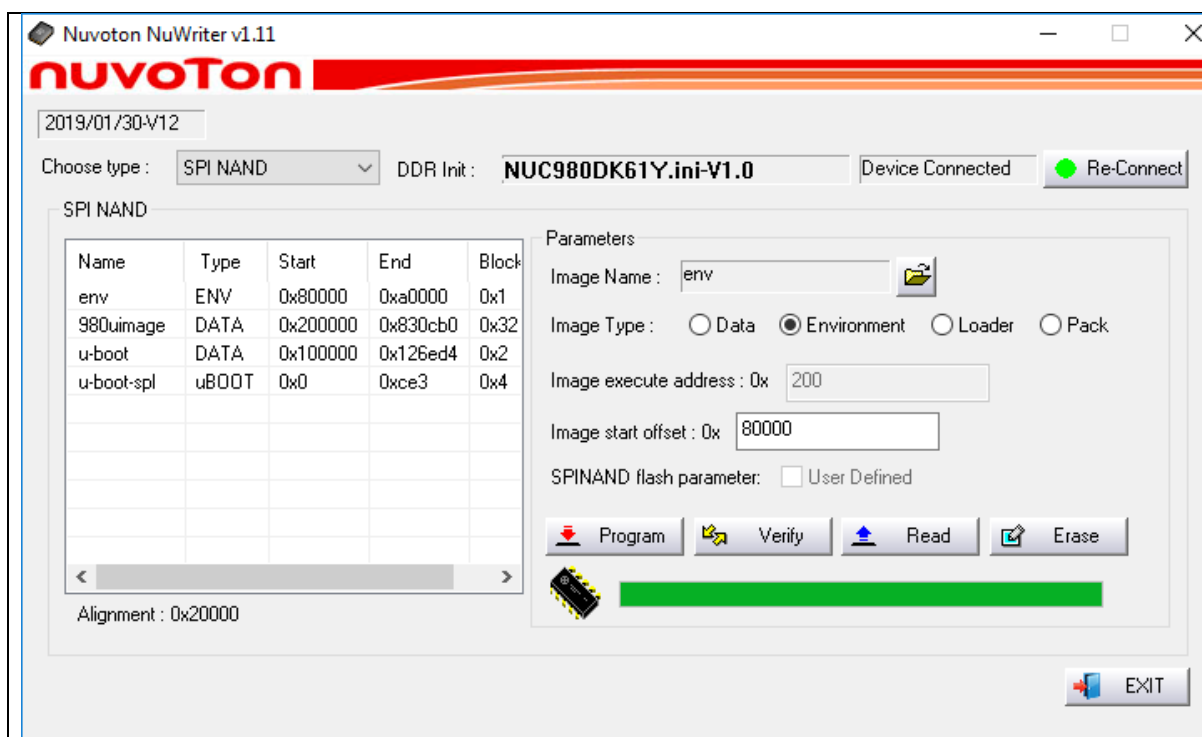 Nuvoton NuWriter v1.11
nuvoTon
2019/01/30-V12
Choose type : SPI NAND DDR Init : NUC980DK61Y.ini-V1.0 Device Connected Re-Connect
SPI NAND
Name Type Start End Block
env ENV 0x80000 0xa0000 0x1
980uimage DATA 0x200000 0x830cb0 0x32
u-boot DATA 0x100000 0x126ed4 0x2
u-boot-spl uBOOT 0x0 0xce3 0x4
Alignment : 0x20000
Parameters
Image Name : env
Image Type : Data Environment Loader Pack
Image execute address : 0x 200
Image start offset : 0x 80000
SPINAND flash parameter: User Defined
Program Verify Read Erase
EXIT